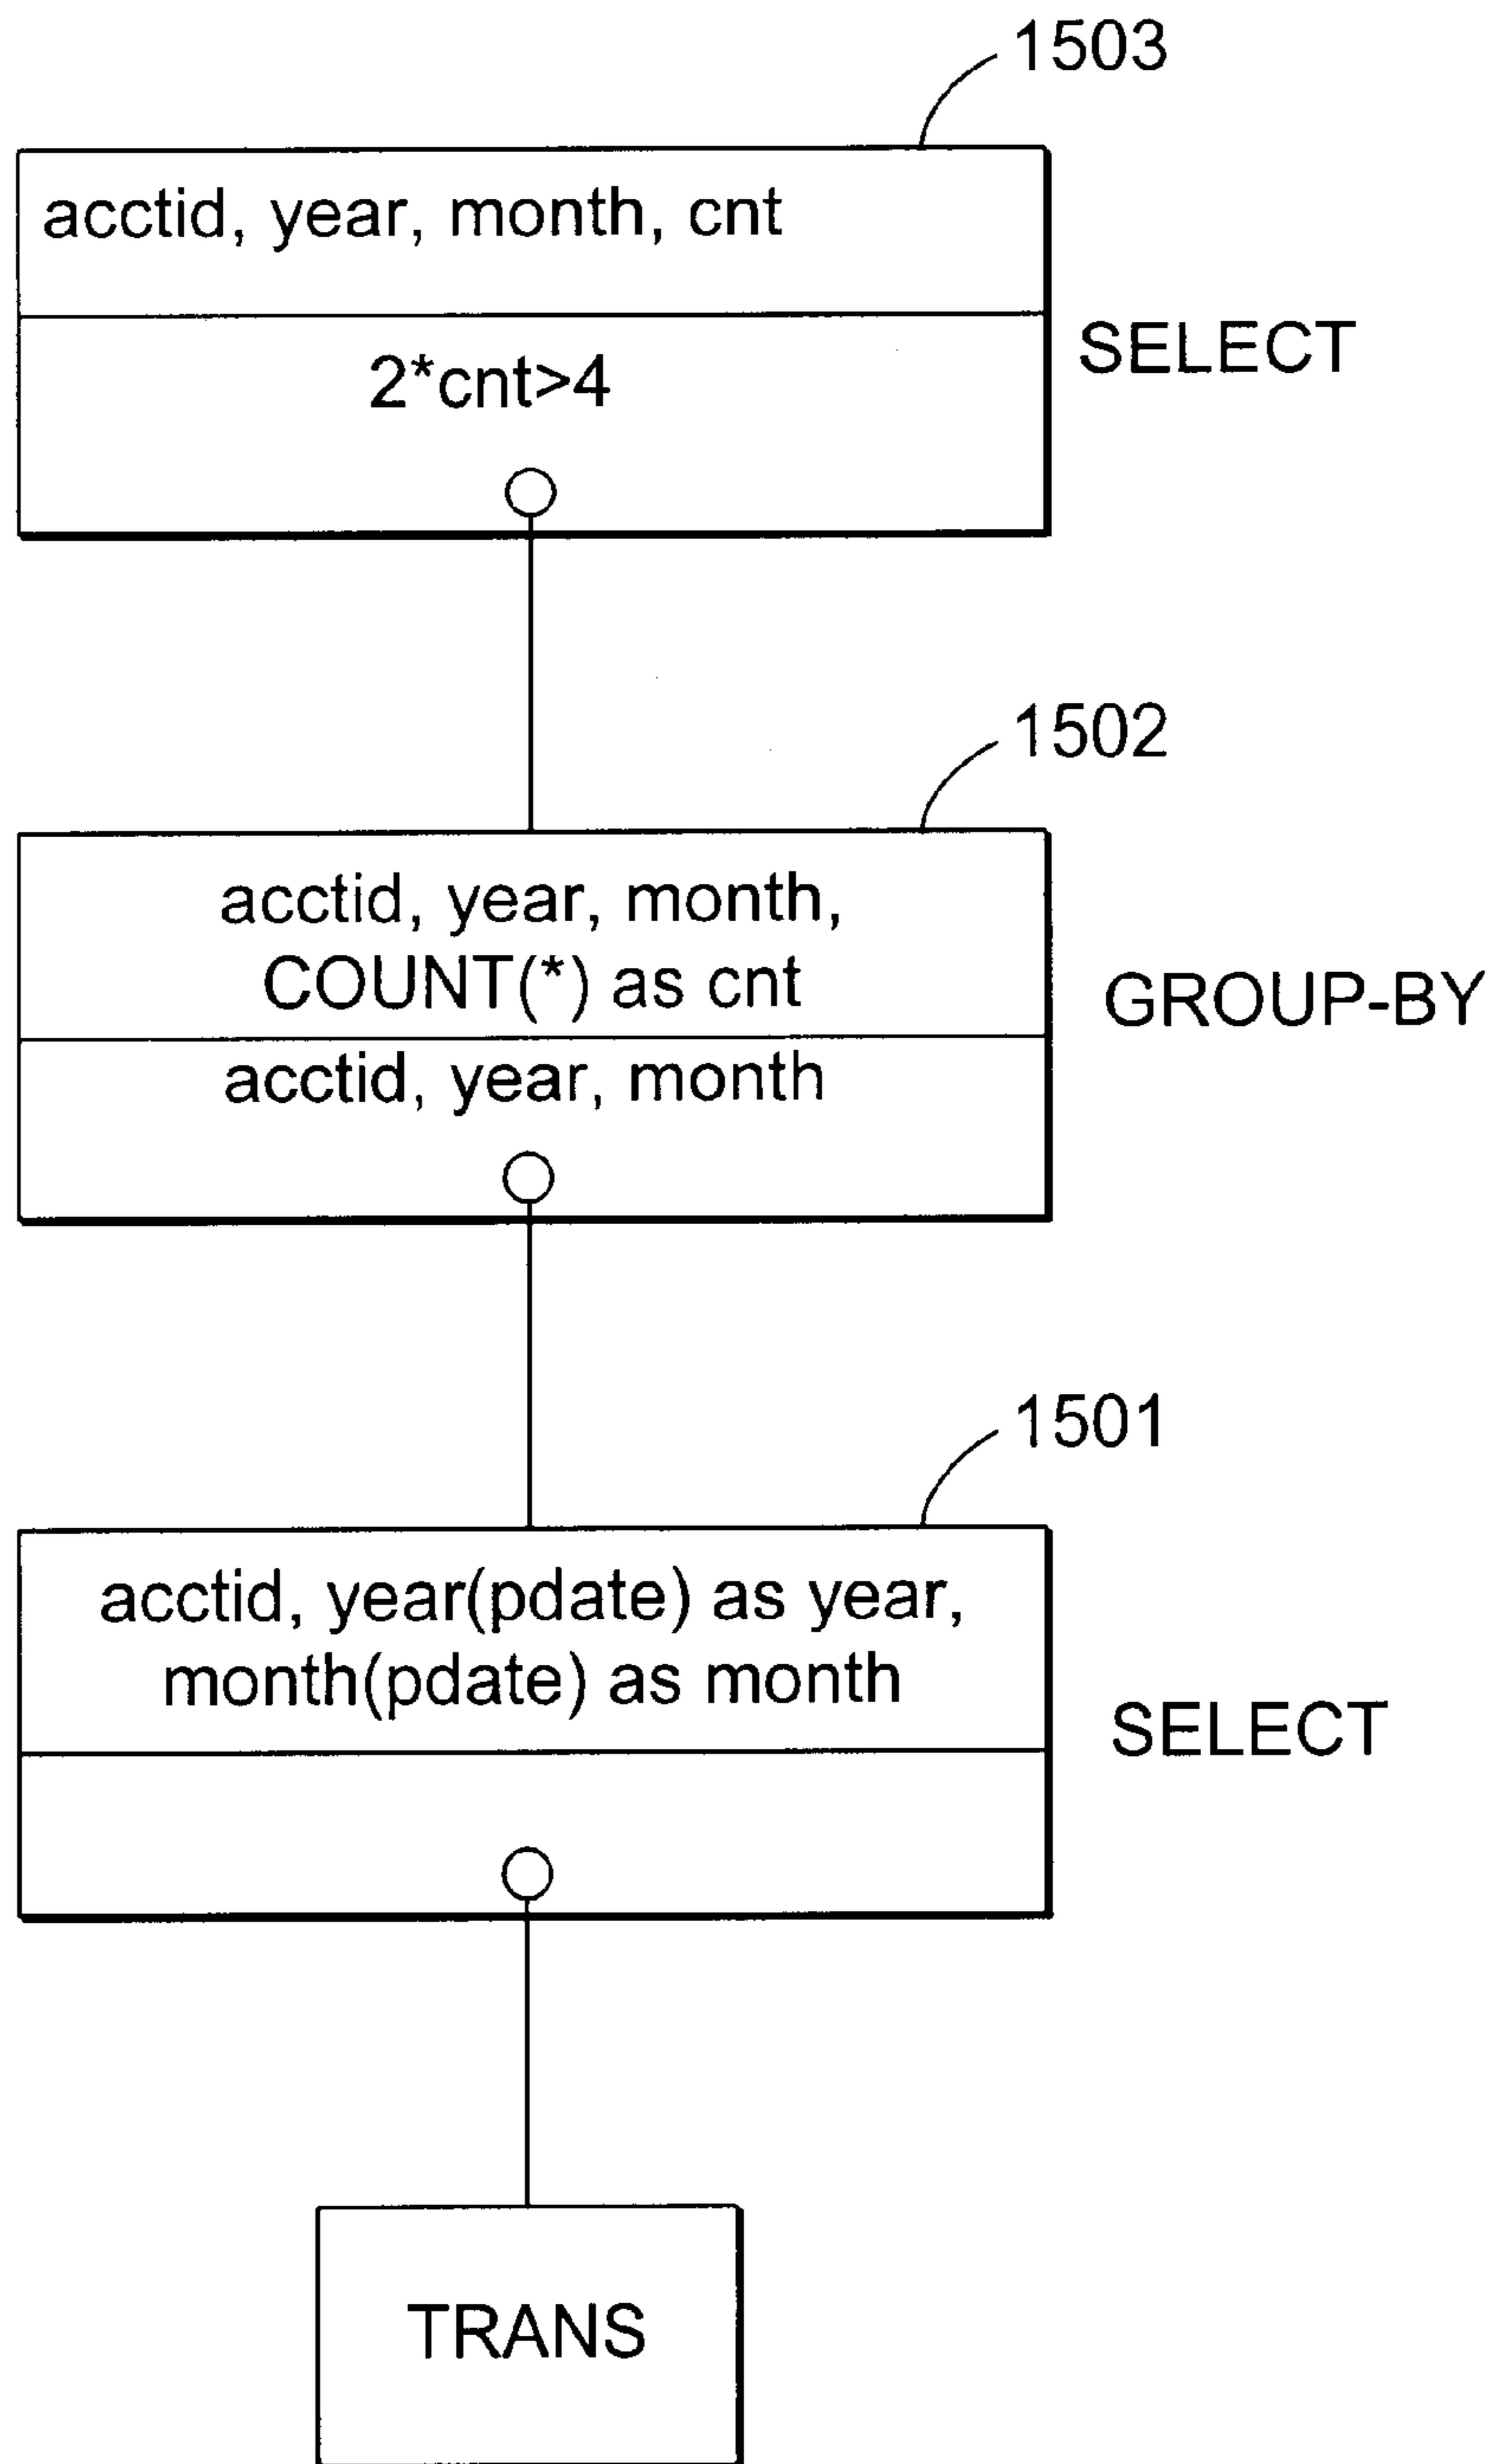 1503
acctid, year, month, cnt
2*cnt>4
SELECT
1502
acctid, year, month,
COUNT(*) as cnt
acctid, year, month
GROUP-BY
1501
acctid, year(pdate) as year,
month(pdate) as month
SELECT
TRANS